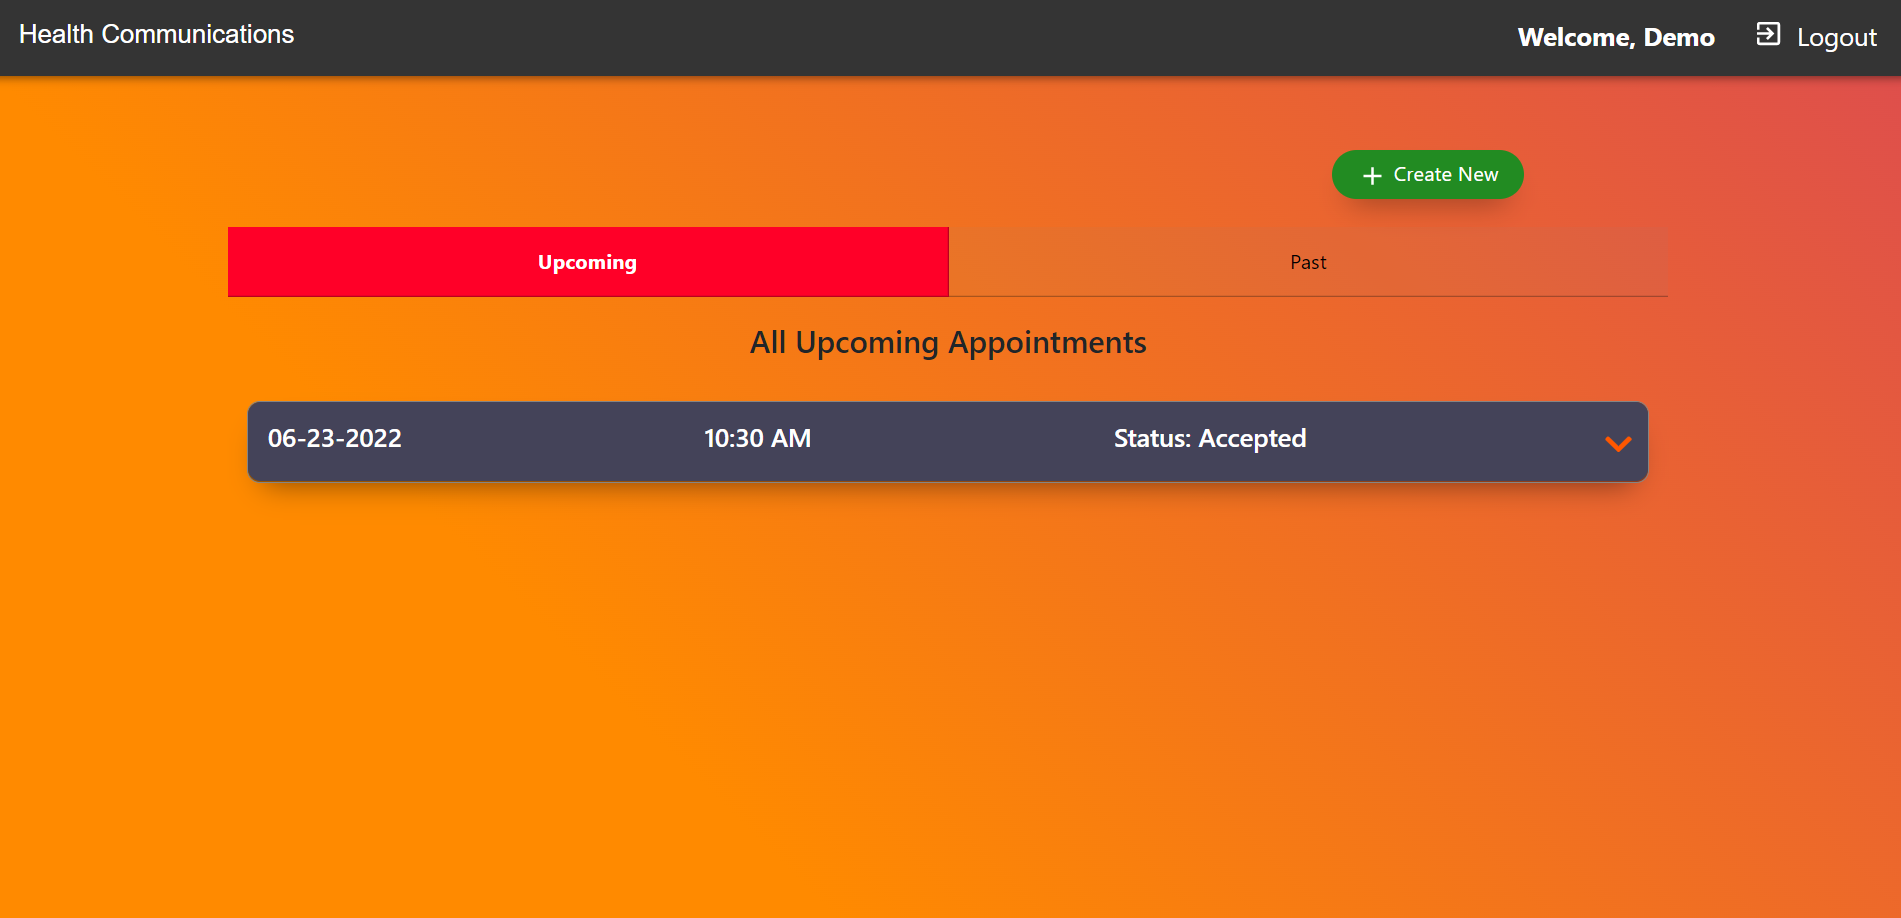 Health Communications
Welcome, Demo Logout
Create New
Upcoming Past
All Upcoming Appointments
06-23-2022 10:30 AM Status: Accepted